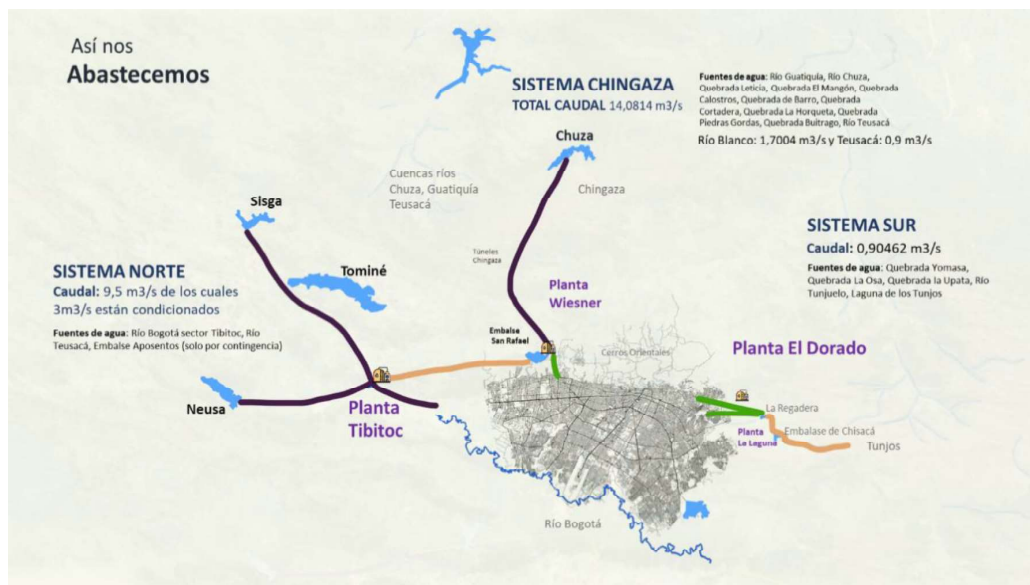 Así nos
Abastecemos
SISTEMA CHINGAZA
TOTAL CAUDAL 14,0814 m3/s
Fuentes de agua: Río Guatiquía, Río Chuza,
Quebrada Leticia, Quebrada El Mangón, Quebrada
Calostros, Quebrada de Barro, Quebrada
Cortadera, Quebrada La Horqueta, Quebrada
Piedras Gordas, Quebrada Buitrago, Río Teusacá
Río Blanco: 1,7004 m3/s y Teusacá: 0,9 m3/s
Chuza
Cuencas ríos
Chuza, Guatiquía
Teusacá
Chingaza
Sisga
SISTEMA SUR
Caudal: 0,90462 m3/s
Fuentes de agua: Quebrada Yomasa,
Quebrada La Osa, Quebrada la Upata, Río
Tunjuelo, Laguna de los Tunjos
Túneles
Chingaza
SISTEMA NORTE
Caudal: 9,5 m3/s de los cuales
3m3/s están condicionados
Fuentes de agua: Río Bogotá sector Tibitoc, Río
Teusacá, Embalse Aposentos (solo por contingencia)
Tominé
Planta
Wiesner
Embalse
San Rafael
Cerros Orientales
Planta El Dorado
Neusa
Planta
Tibitoc
La Regadera
Planta
La Laguna
Embalase de Chisacá
Tunjos
Río Bogotá